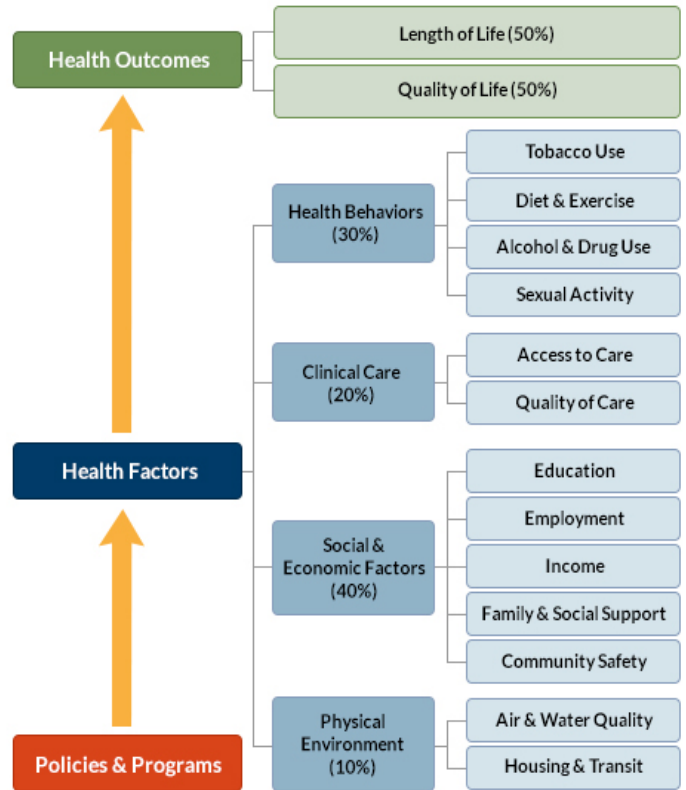 Health Outcomes
Length of Life (50%)
Quality of Life (50%)
Health Factors
Health Behaviors
(30%)
Tobacco Use
Diet & Exercise
Alcohol & Drug Use
Sexual Activity
Clinical Care
(20%)
Access to Care
Quality of Care
Social &
Economic Factors
(40%)
Education
Employment
Income
Family & Social Support
Community Safety
Physical
Environment
(10%)
Air & Water Quality
Housing & Transit
Policies & Programs